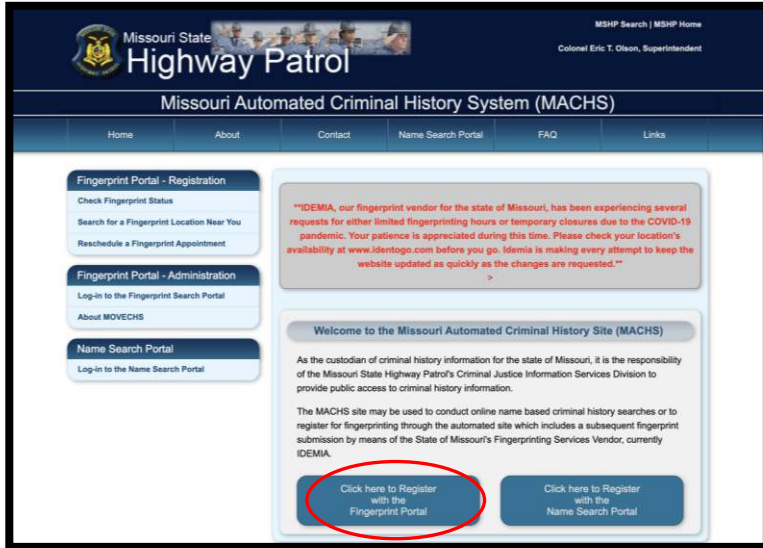 MSHP Search | MSHP Home
Missouri State
Highway Patrol
Colonel Eric T. Olson, Superintendent
Missouri Automated Criminal History System (MACHS)
Home About Contact Name Search Portal FAQ Links
Fingerprint Portal - Registration
Check Fingerprint Status
Search for a Fingerprint Location Near You
Reschedule a Fingerprint Appointment
Fingerprint Portal - Administration
Log-in to the Fingerprint Search Portal
About MOVECHS
Name Search Portal
Log-in to the Name Search Portal
**IDEMIA, our fingerprint vendor for the state of Missouri, has been experiencing several
requests for either limited fingerprinting hours or temporary closures due to the COVID-19
pandemic. Your patience is appreciated during this time. Please check your location's
availability at www.identogo.com before you go. Idemia is making every attempt to keep the
website updated as quickly as the changes are requested.**
>
Welcome to the Missouri Automated Criminal History Site (MACHS)
As the custodian of criminal history information for the state of Missouri, it is the responsibility
of the Missouri State Highway Patrol's Criminal Justice Information Services Division to
provide public access to criminal history information.
The MACHS site may be used to conduct online name based criminal history searches or to
register for fingerprinting through the automated site which includes a subsequent fingerprint
submission by means of the State of Missouri's Fingerprinting Services Vendor, currently
IDEMIA.
Click here to Register
with the
Fingerprint Portal
Click here to Register
with the
Name Search Portal